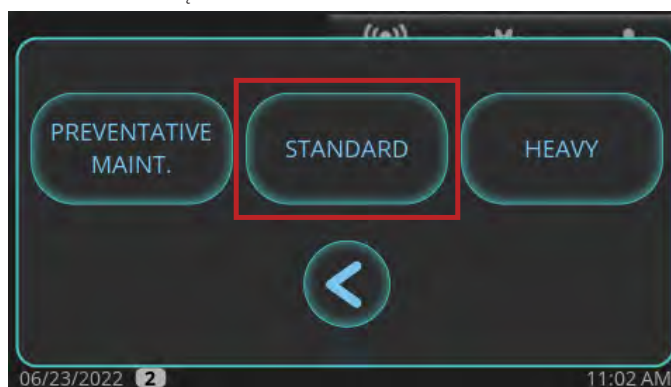 PREVENTATIVE
MAINT.
STANDARD
HEAVY
06/23/2022 2
11:02 AM